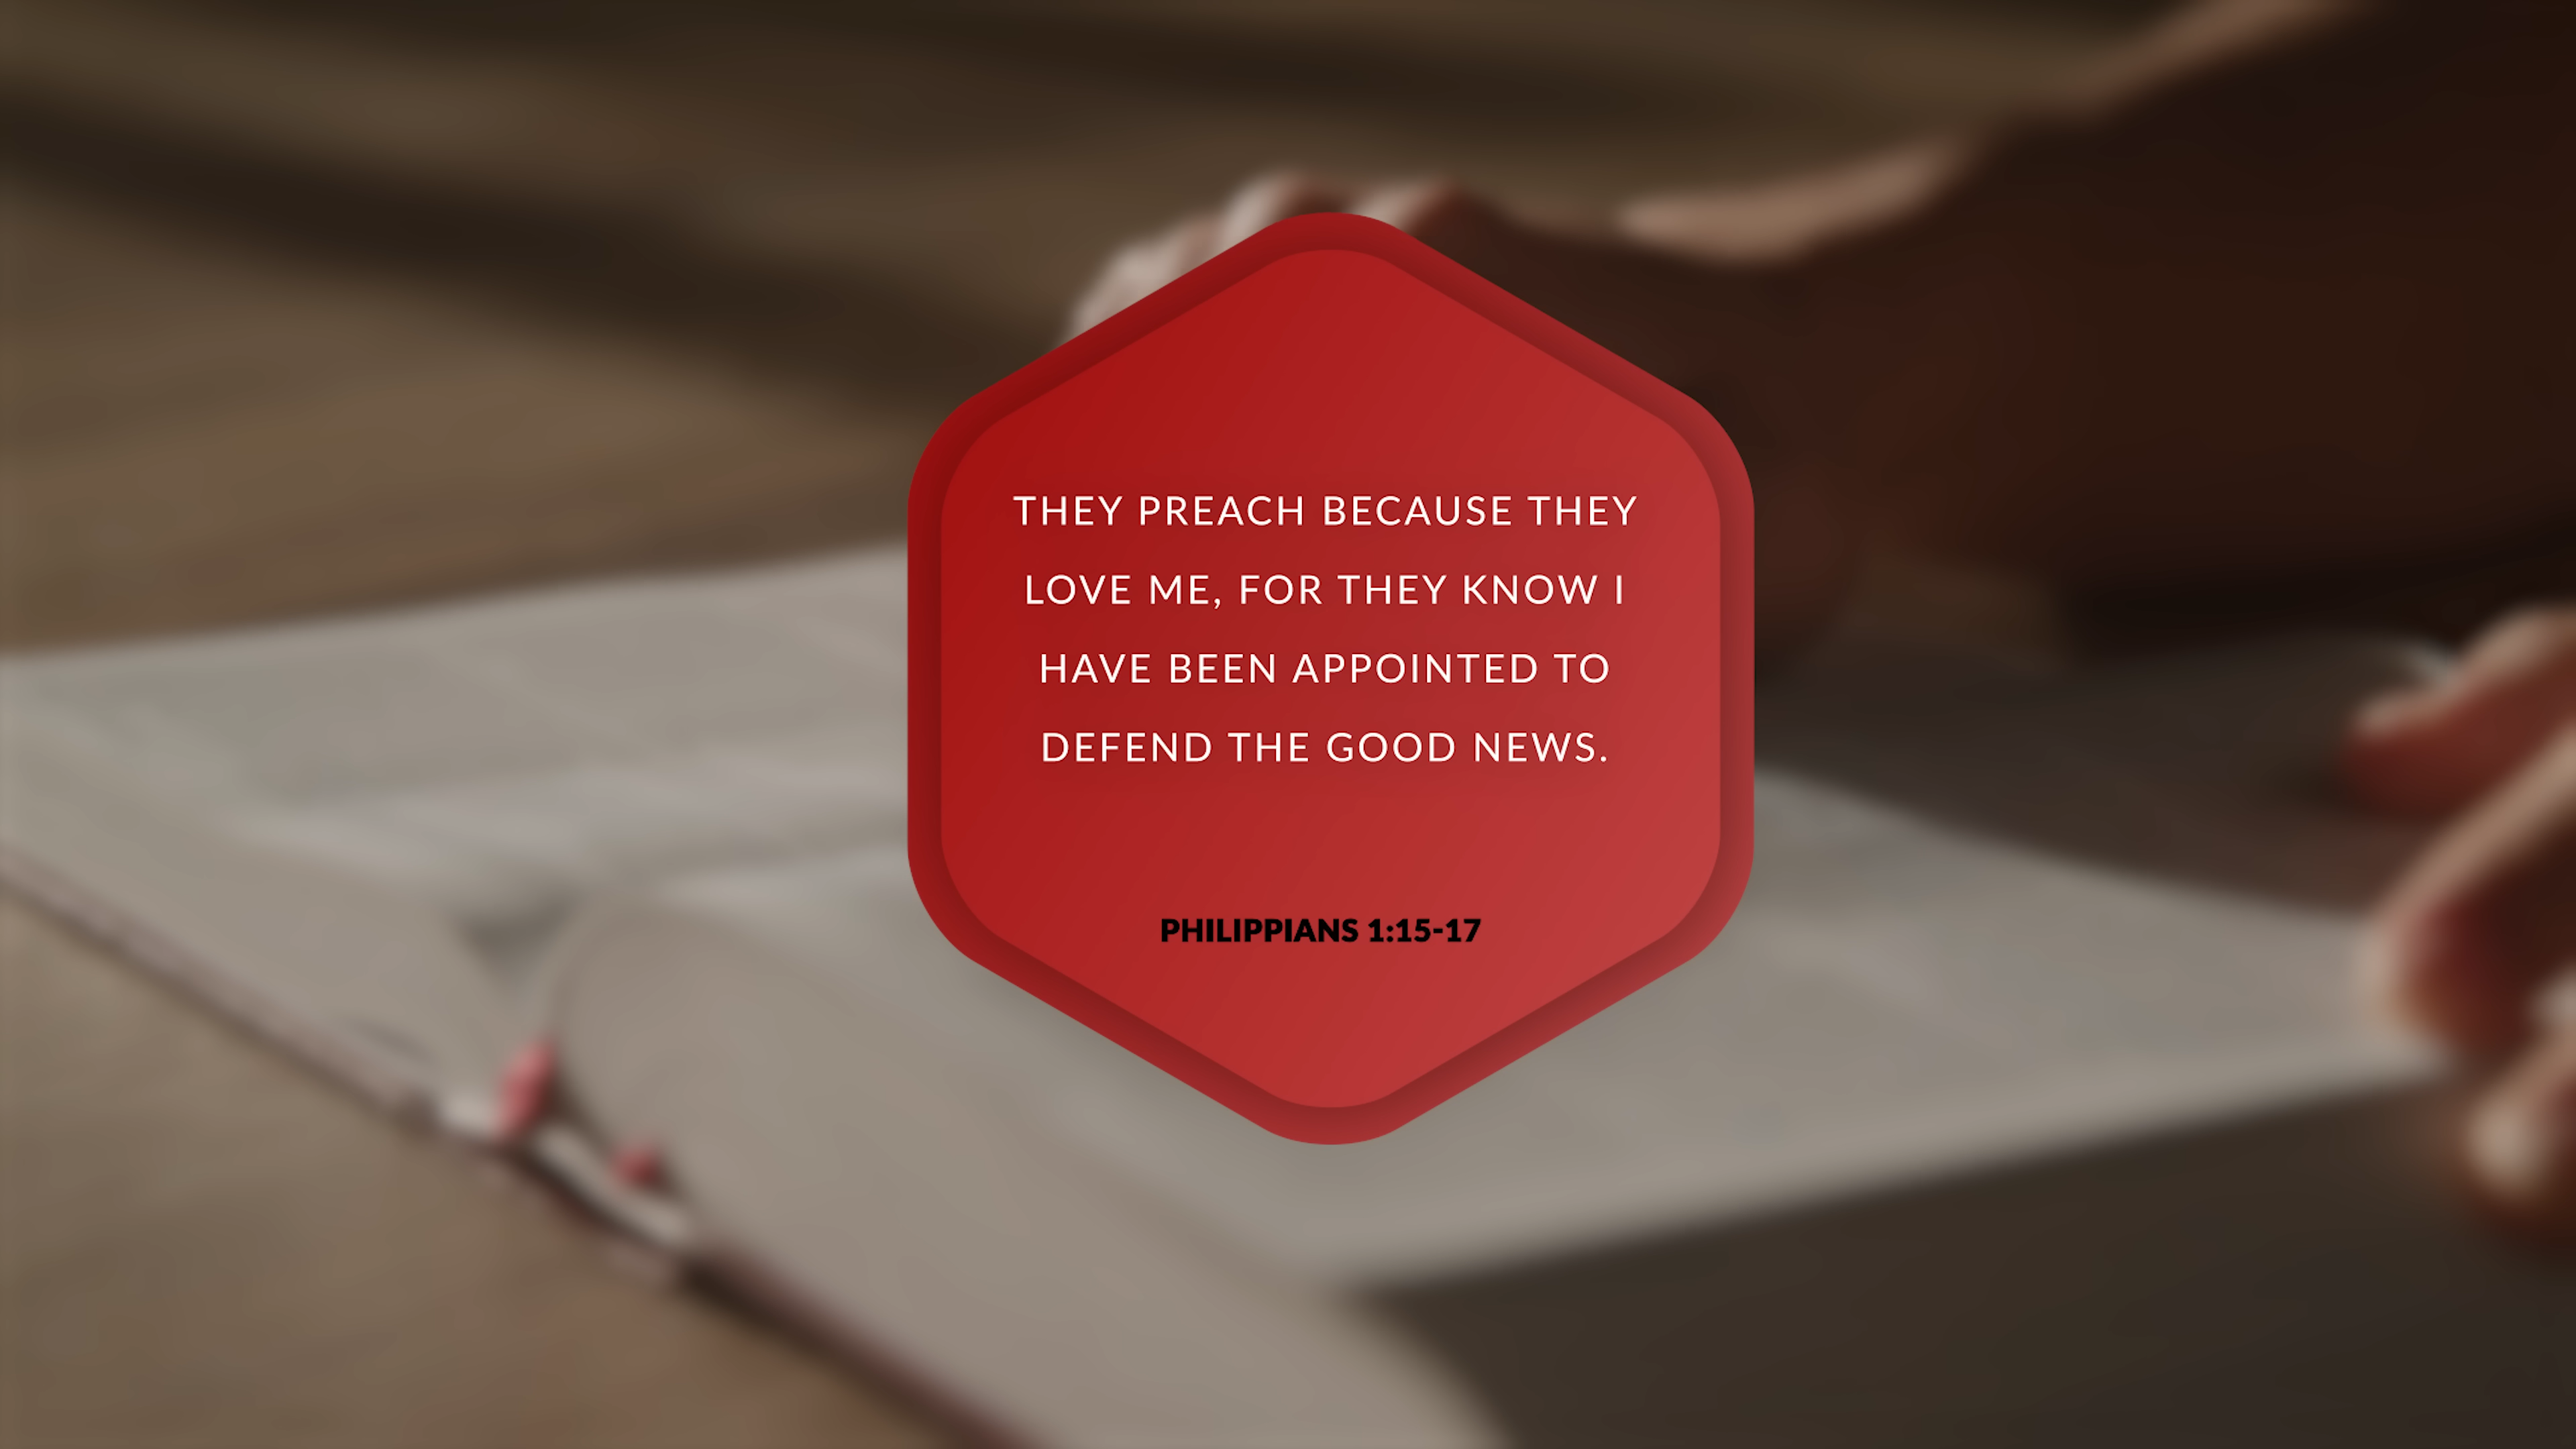 THEY PREACH BECAUSE THEY
LOVE ME, FOR THEY KNOW I
HAVE BEEN APPOINTED TO
DEFEND THE GOOD NEWS.
PHILIPPIANS 1:15-17